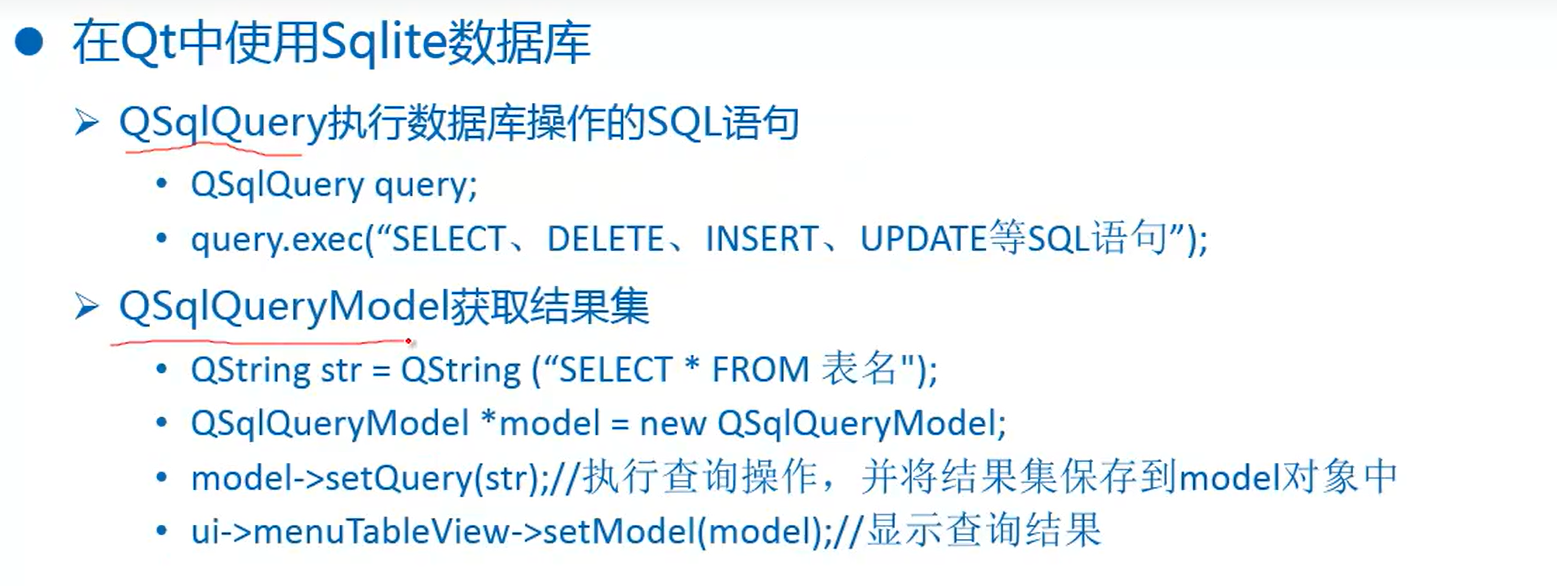 在Qt中使用Sqlite数据库
QSqlQuery执行数据库操作的SQL语句
QSqlQuery query;
query.exec(“SELECT、DELETE、INSERT、UPDATE等SQL语句”);
QSqlQueryModel获取结果集
QString str = QString (“SELECT * FROM 表名");
QSqlQueryModel *model = new QSqlQueryModel;
model->setQuery(str);//执行查询操作，并将结果集保存到model对象中
ui->menuTableView->setModel(model);//显示查询结果